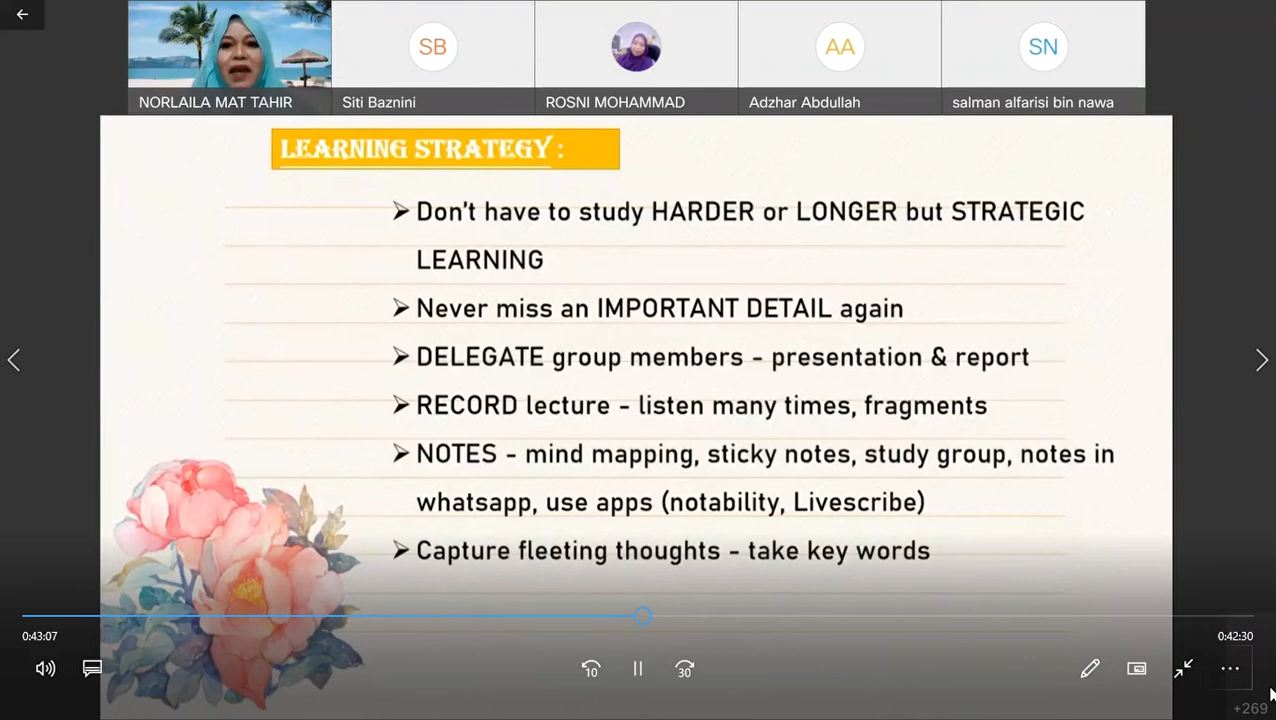 SB
AA
SN
NORLAILA MAT TAHIR
Siti Baznini
ROSNI MOHAMMAD
Adzhar Abdullah
salman alfarisi bin nawa
LEARNING STRATEGY :
➢ Don't have to study HARDER or LONGER but STRATEGIC
LEARNING
➢ Never miss an IMPORTANT DETAIL again
➢ DELEGATE group members - presentation & report
➢ RECORD lecture - listen many times, fragments
➢ NOTES - mind mapping, sticky notes, study group, notes in
whatsapp, use apps (notability, Livescribe)
➢ Capture fleeting thoughts - take key words
0:43:07
0:42:30
10
30
+269